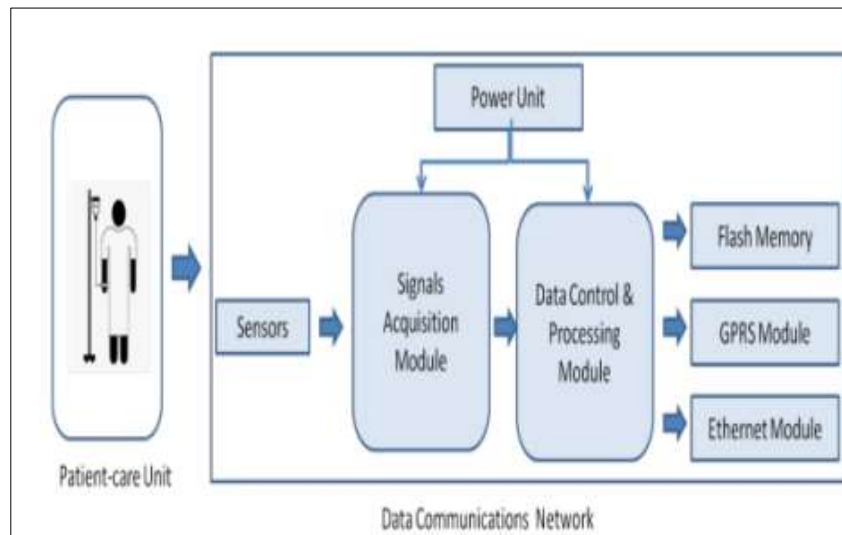 Power Unit
Sensors
Signals
Acquisition
Module
Data Control &
Processing
Module
Flash Memory
GPRS Module
Ethernet Module
Patient-care Unit
Data Communications Network